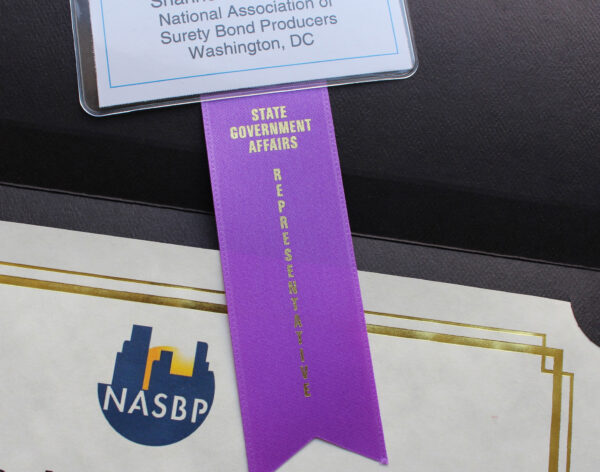 National Association of
Surety Bond Producers
Washington, DC
STATE
GOVERNMENT
AFFAIRS
REPRESENTATIVE
NASBP